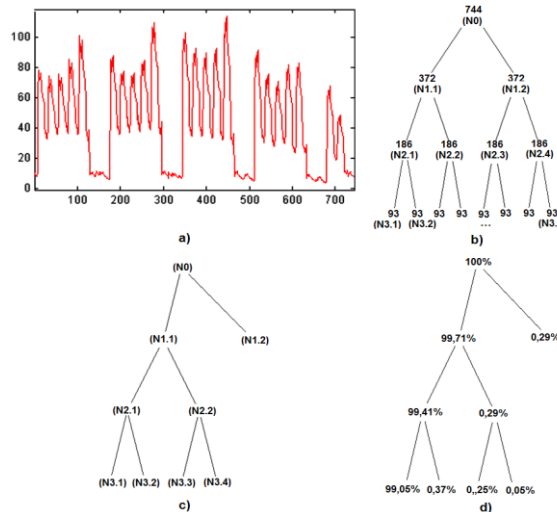 100
80
60
40
20
0
100 200 300 400 500 600 700
a)
744
(N0)
372 372
(N1.1) (N1.2)
186 186 186 186
(N2.1) (N2.2) (N2.3) (N2.4)
93 93 93 93 93 93 93 93
(N3.1) (N3.2) ... (N3.
b)
(N0)
(N1.1) (N1.2)
(N2.1) (N2.2)
(N3.1) (N3.2) (N3.3) (N3.4)
c)
100%
99,71% 0,29%
99,41% 0,29%
99,05% 0,37% 0,,25% 0,05%
d)